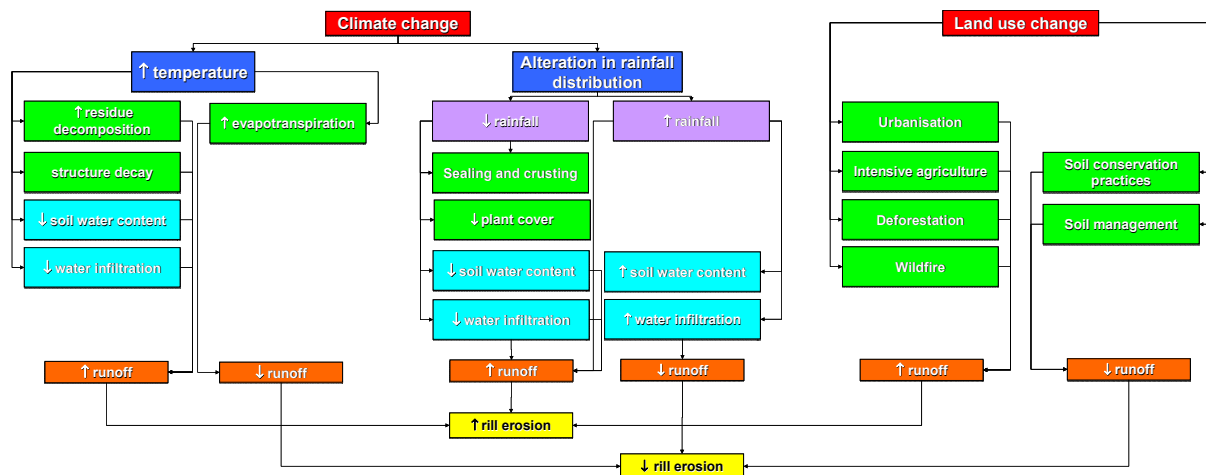 Climate change
Land use change
↑ temperature
Alteration in rainfall
distribution
↑ residue
decomposition
↑ evapotranspiration
↓ rainfall
↑ rainfall
Urbanisation
structure decay
Sealing and crusting
Intensive agriculture
Soil conservation
practices
↓ soil water content
↓ plant cover
Deforestation
Soil management
↓ water Infiltration
↓ soil water content
↑ soil water content
Wildfire
↓ water infiltration
↑ water infiltration
↑ runoff
↓ runoff
↑ runoff
↓ runoff
↑ runoff
↓ runoff
↑ rill erosion
↓ rill erosion